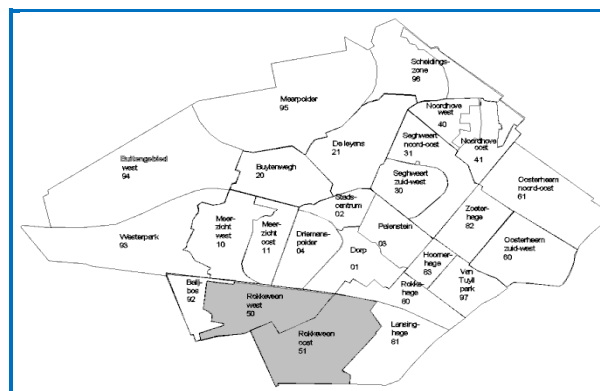 Scheidings-
zone
96
Meerpolder
95
Noordhove
west
40
De leyens
21
Seghwaert
noord-oost
31
Noordhove
oost
41
Buitengebied
west
94
Buytenwegh
20
Seghwaert
zuid-west
30
Oosterheem
noord-oost
61
Stads-
centrum
02
Zoeter-
hage
82
Westerpark
93
Meer-
zicht
west
10
Meer-
zicht
oost
11
Driemans-
polder
04
Palenstein
03
Dorp
01
Hoorner-
hage
83
Oosterheem
zuid-west
60
Balij-
bos
92
Rokkeveen
west
50
Rokke-
hage
80
Van
Tuyll
park
97
Rokkeveen
oost
51
Lansing-
hage
81